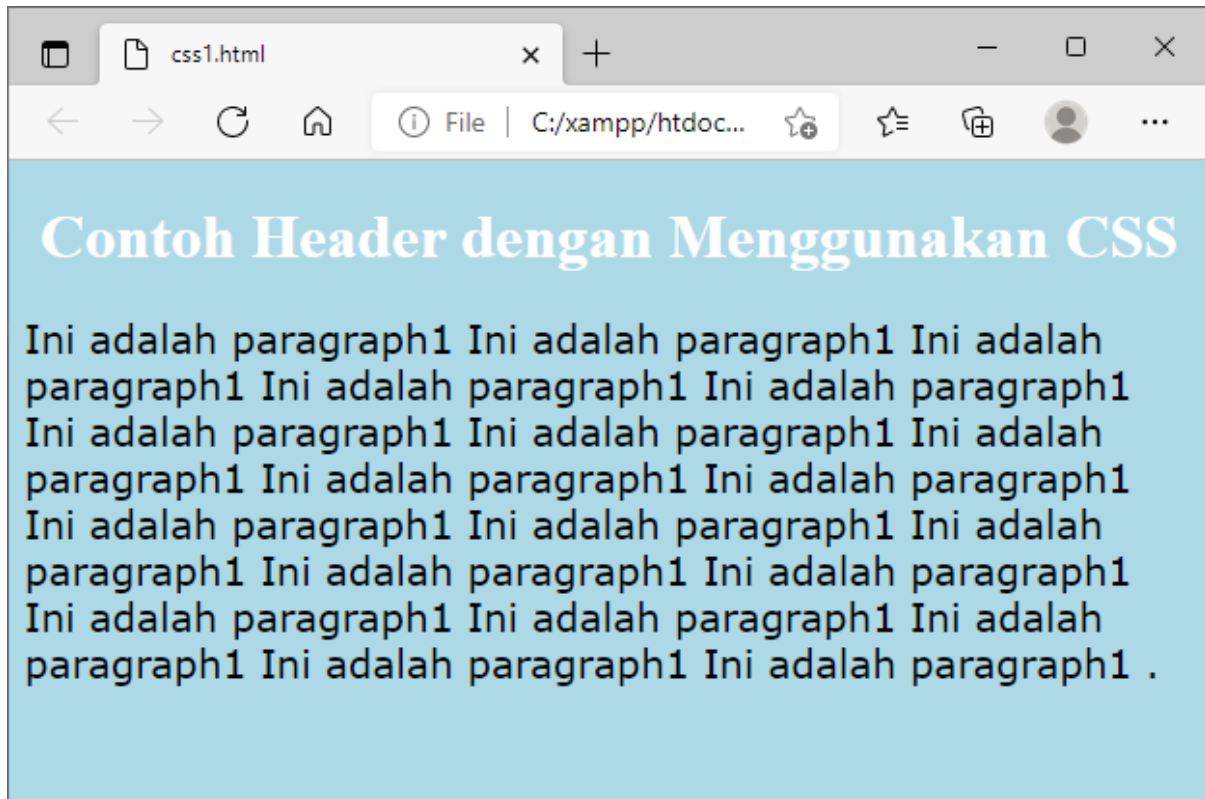 css1.html
File
C:/xampp/htdoc...
Contoh Header dengan Menggunakan CSS
Ini adalah paragraph1 Ini adalah paragraph1 Ini adalah
paragraph1 Ini adalah paragraph1 Ini adalah paragraph1
Ini adalah paragraph1 Ini adalah paragraph1 Ini adalah
paragraph1 Ini adalah paragraph1 Ini adalah paragraph1
Ini adalah paragraph1 Ini adalah paragraph1 Ini adalah
paragraph1 Ini adalah paragraph1 Ini adalah paragraph1
Ini adalah paragraph1 Ini adalah paragraph1 Ini adalah
paragraph1 Ini adalah paragraph1 Ini adalah paragraph1 .